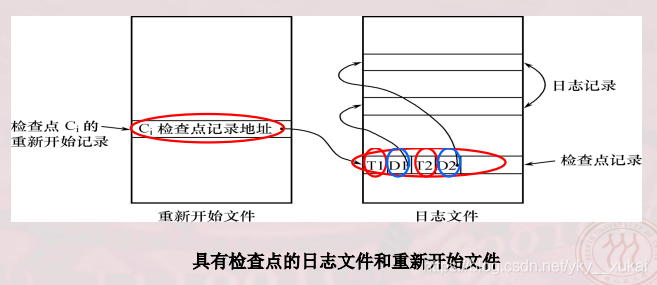 检查点 Ci 的
重新开始记录
Ci 检查点记录地址
重新开始文件
日志记录
T1 D1 T2 D2
检查点记录
日志文件
具有检查点的日志文件和重新开始文件
https://blog.csdn.net/yky__xukai